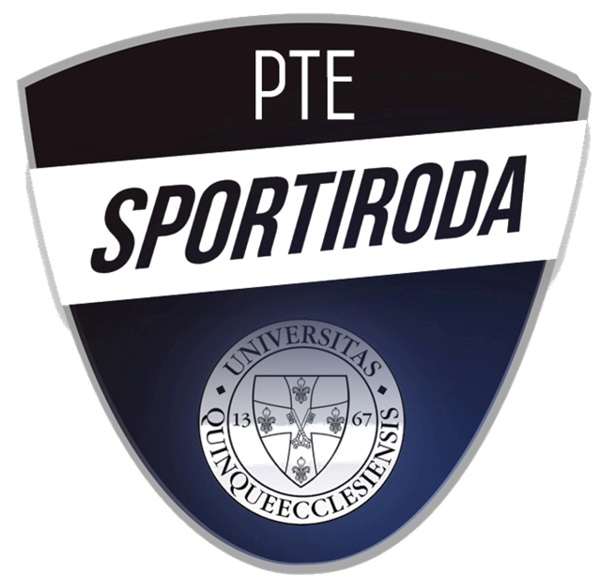 PTE
SPORTIRODA
UNIVERSITAS
13 67
QUINQUEECCLESIENSIS